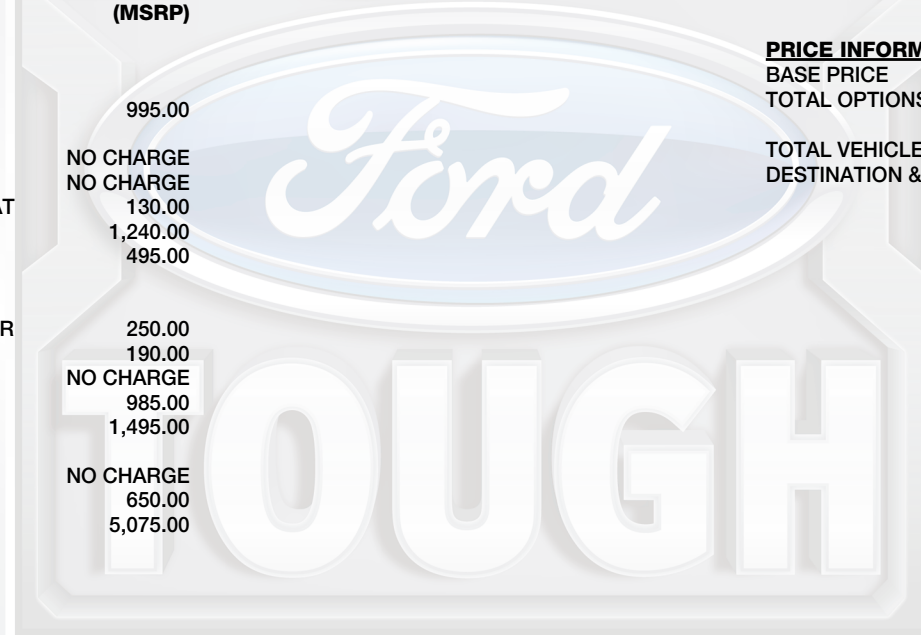 (MSRP)
PRICE INFORM
BASE PRICE
995.00
TOTAL OPTIONS
NO CHARGE
TOTAL VEHICLE
NO CHARGE
DESTINATION &
AT
130.00
1,240.00
495.00
R
250.00
190.00
NO CHARGE
985.00
1,495.00
NO CHARGE
650.00
5,075.00
Ford
TOUGH